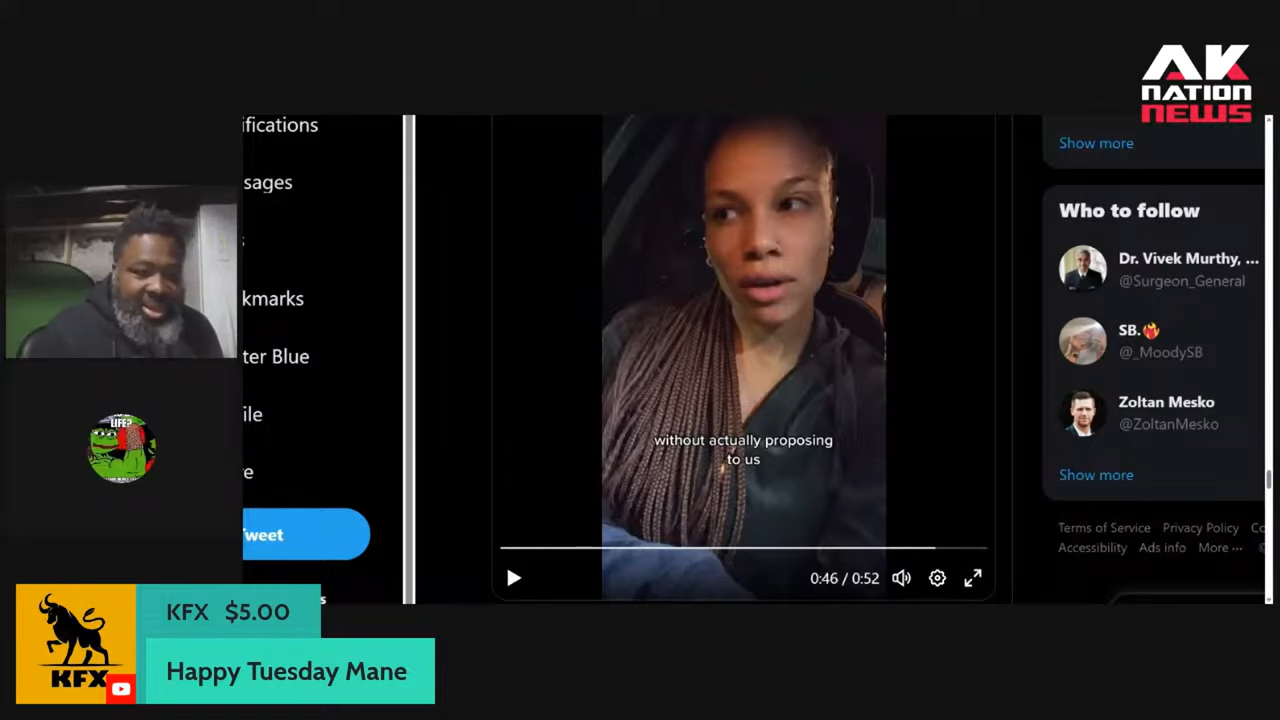 AK
NATION
NEWS
ifications
sages
kmarks
ter Blue
ile
e
Tweet
s
without actually proposing
to us
0:46 / 0:52
Show more
Who to follow
Dr. Vivek Murthy, ...
@Surgeon_General
SB.
@_MoodySB
Zoltan Mesko
@ZoltanMesko
Show more
Terms of Service Privacy Policy Co
Accessibility Ads info More ...
LIFE?
KFX
KFX $5.00
Happy Tuesday Mane